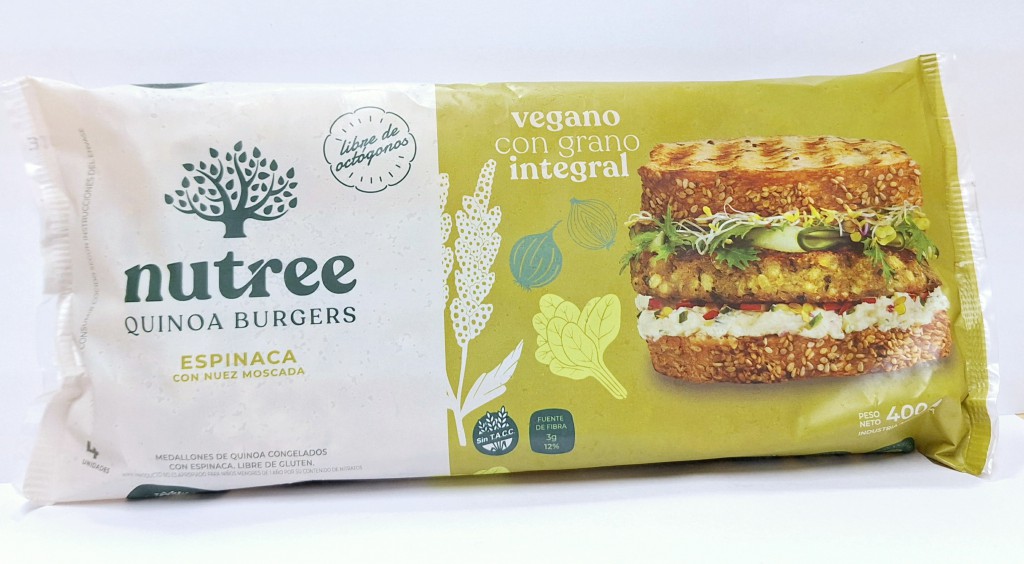 libre de
octógonos
nutree
QUINOA BURGERS
ESPINACA
CON NUEZ MOSCADA
4
UNIDADES
MEDALLONES DE QUINOA CONGELADOS
CON ESPINACA. LIBRE DE GLUTEN.
vegano
con grano
integral
Sin T.A.C.C.
FUENTE
DE FIBRA
3g
12%
PESO
NETO
400